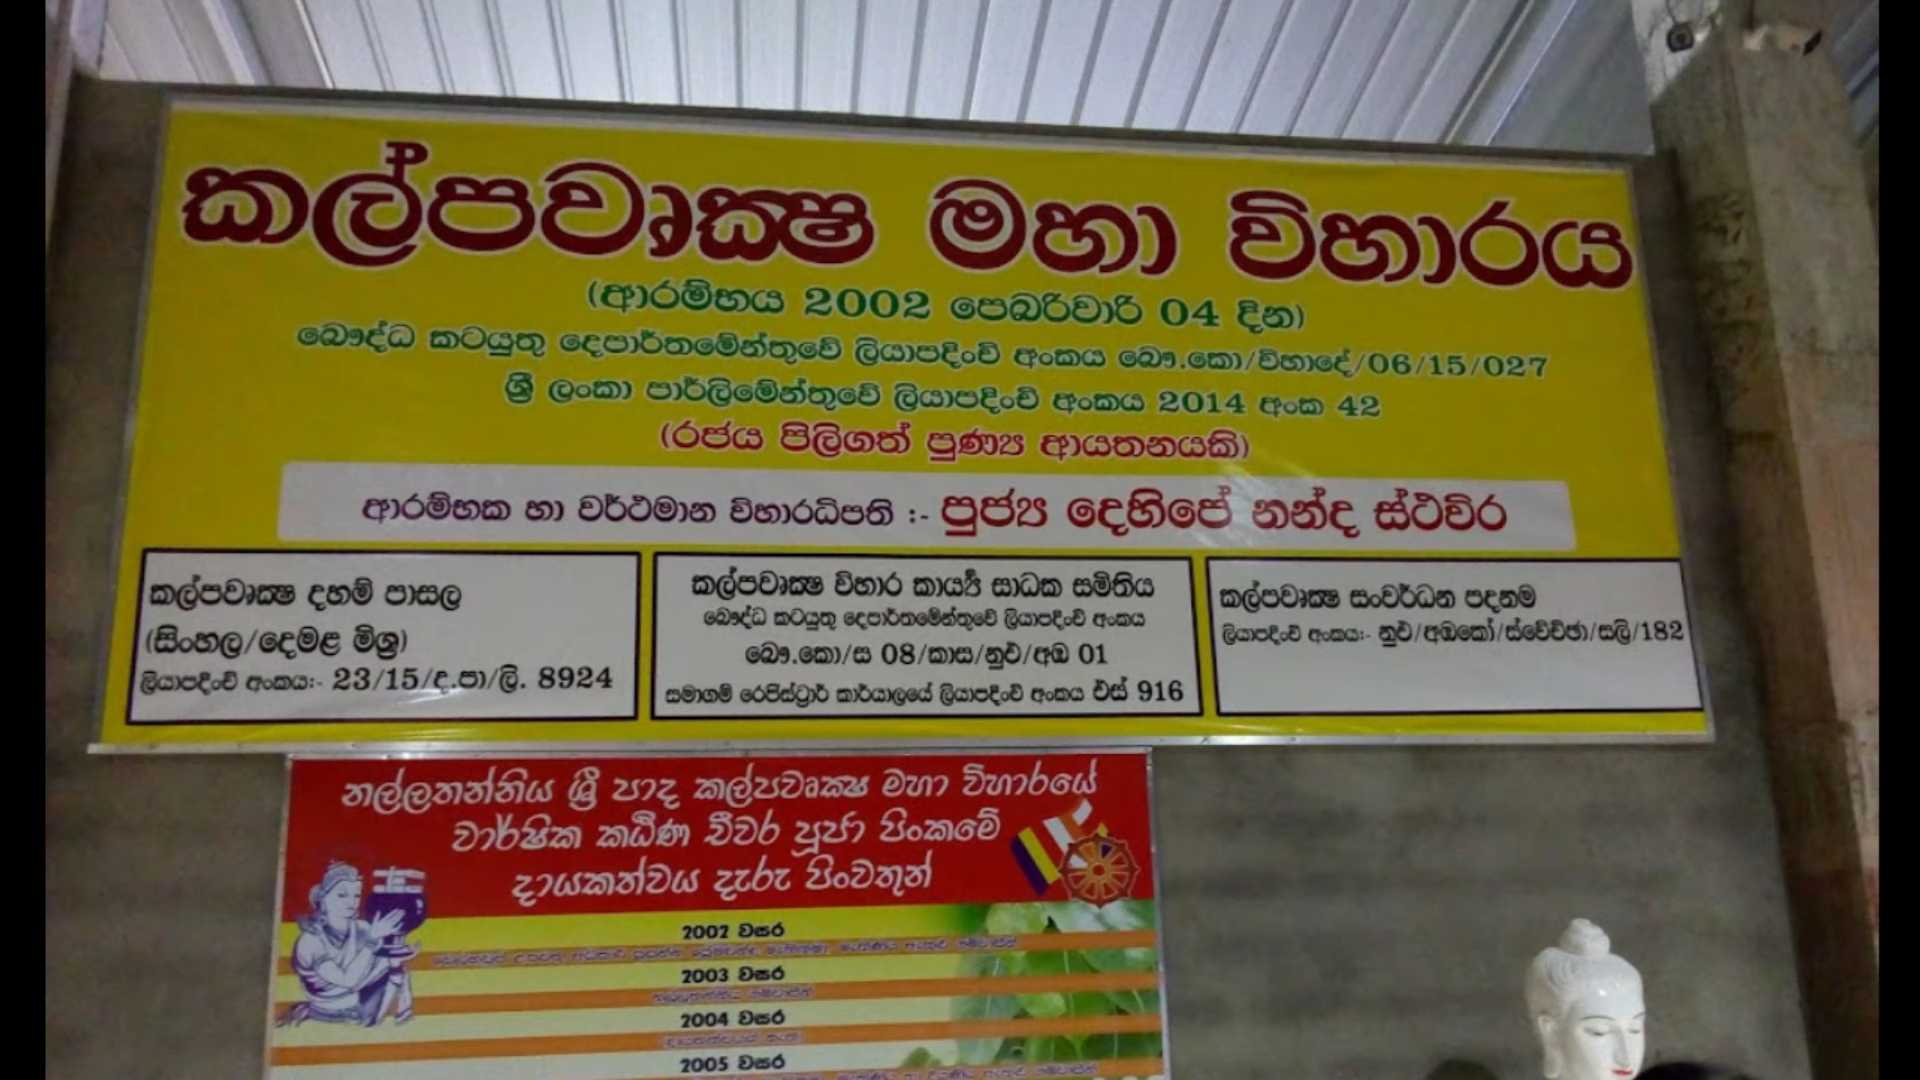 කල්පවෘක්ෂ මහා විහාරය
(ආරම්භය 2002 පෙබරවාරි 04 දින)
බෞද්ධ කටයුතු දෙපාර්තමේන්තුවේ ලියාපදිංචි අංකය බෞ.කො/විහාදේ/06/15/027
ශ්‍රී ලංකා පාර්ලිමේන්තුවේ ලියාපදිංචි අංකය 2014 අංක 42
(රජය පිලිගත් පුණ්‍ය ආයතනයකි)
ආරම්භක හා වර්ථමාන විහාරධිපති :- පුජ්‍ය දෙහිපේ නන්ද ස්ථවිර
කල්පවෘක්ෂ දහම් පාසල
(සිංහල/දෙමළ මිශ්‍ර)
ලියාපදිංචි අංකය:- 23/15/ද.පා/ලි. 8924
කල්පවෘක්ෂ විහාර කාර්ය්‍ය සාධක සමිතිය
බෞද්ධ කටයුතු දෙපාර්තමේන්තුවේ ලියාපදිංචි අංකය
බෞ.කො/ස 08/කාස/නුඑ/අඹ 01
සමාගම් රෙජිස්ට්‍රාර් කාර්යාලයේ ලියාපදිංචි අංකය එස් 916
කල්පවෘක්ෂ සංවර්ධන පදනම
ලියාපදිංචි අංකය:- නුඑ/අඹකෝ/ස්වේච්ඡා/සලි/182
නල්ලතන්නිය ශ්‍රී පාද කල්පවෘක්ෂ මහා විහාරයේ
වාර්ෂික කඨිණ චීවර පූජා පිංකමේ
දායකත්වය දැරු පිංවතුන්
2002 වසර
2003 වසර
නල්ලතන්නිය ගම්වාසීන්
2004 වසර
2005 වසර